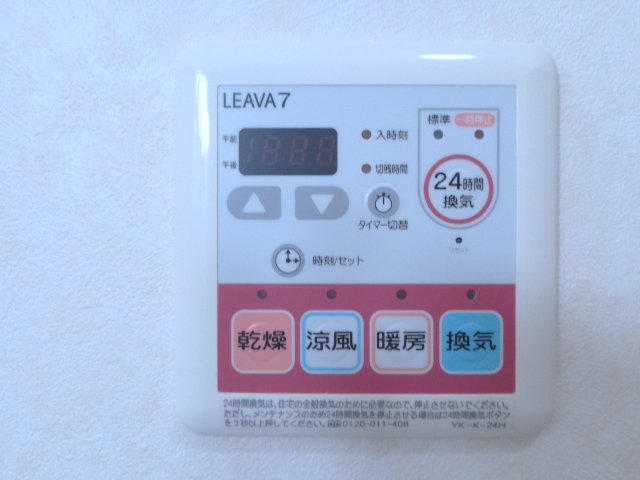 LEAVA7
標準 一時停止
午前
入時刻
午後
切残時間
24時間
換気
タイマー切替
リセット
時刻/セット
乾燥 涼風 暖房 換気
24時間換気は、住宅の全般換気のために必要なので、停止させないでください。
ただし、メンテナンスのため24時間換気を停止させる場合は24時間換気ボタン
を3秒以上押してください。 0120-011-408 YK-K-24H